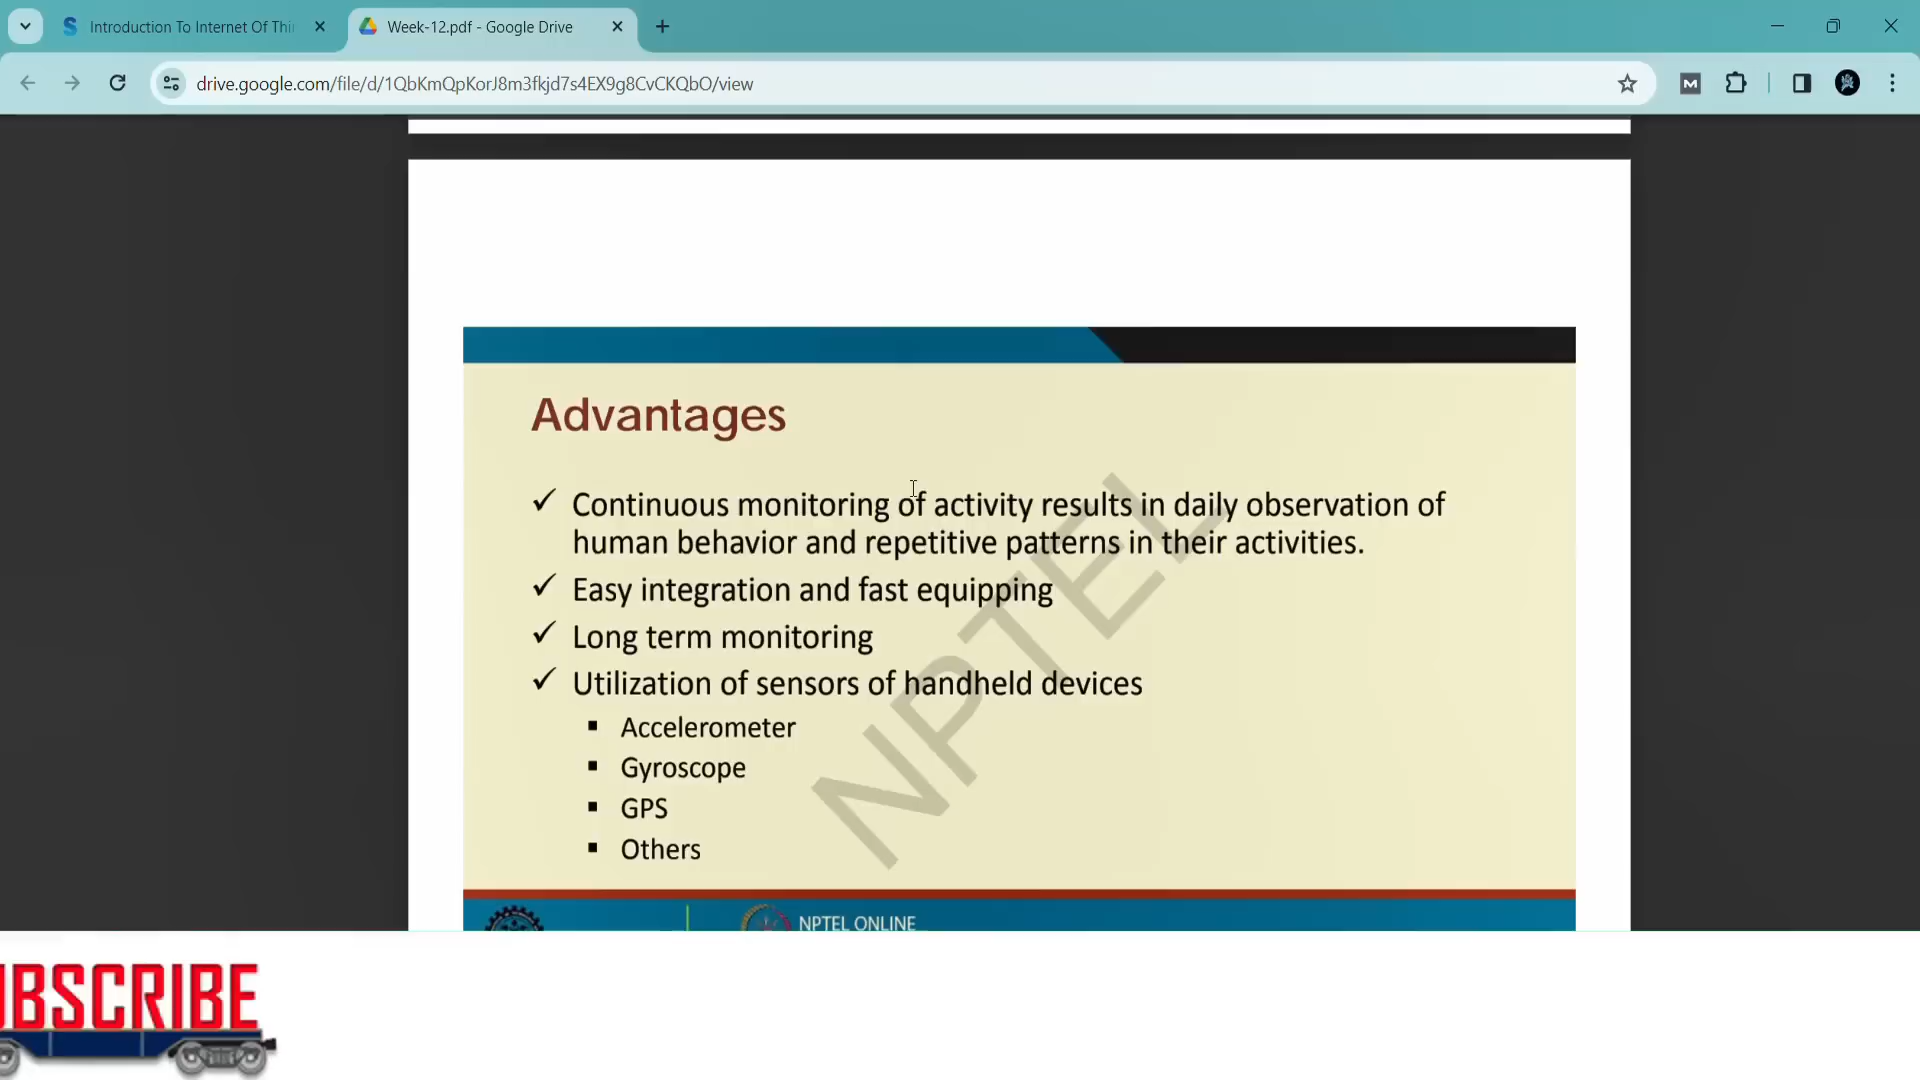 Introduction To Internet Of Thi
Week-12.pdf - Google Drive
drive.google.com/file/d/1QbKmQpKorJ8m3fkjd7s4EX9g8CvCKQbO/view
Advantages
✓ Continuous monitoring of activity results in daily observation of
human behavior and repetitive patterns in their activities.
✓ Easy integration and fast equipping
✓ Long term monitoring
✓ Utilization of sensors of handheld devices
▪ Accelerometer
▪ Gyroscope
▪ GPS
▪ Others
NPTEL
NPTEL ONLINE
UBSCRIBE